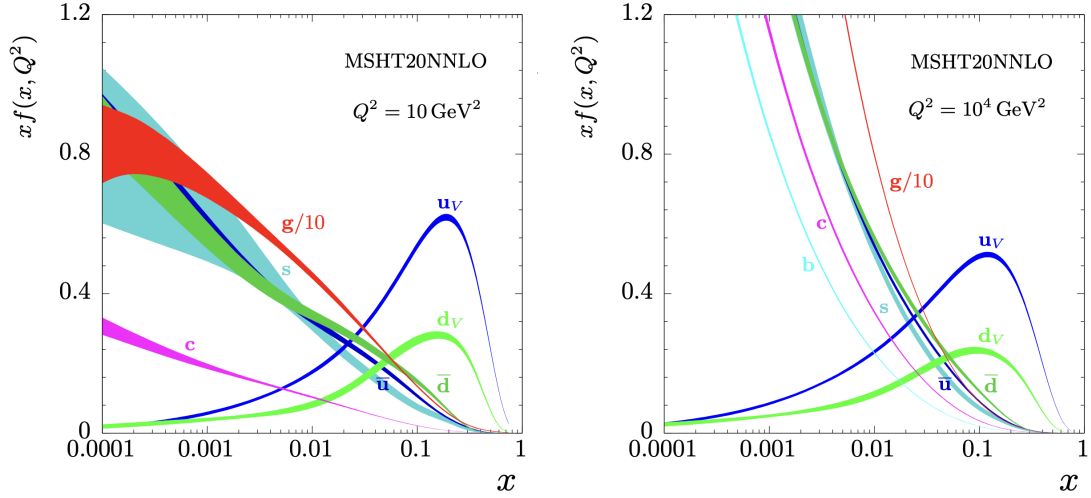 1.2
xf(x, Q²)
MSHT20NNLO
Q² = 10 GeV²
0.8
u_V
g/10
s
0.4
d_V
c
u̅
d̅
0
0.0001
0.001
0.01
0.1
1
x
1.2
xf(x, Q²)
MSHT20NNLO
Q² = 10⁴ GeV²
0.8
g/10
u_V
c
b
0.4
s
d_V
u̅
d̅
0
0.0001
0.001
0.01
0.1
1
x